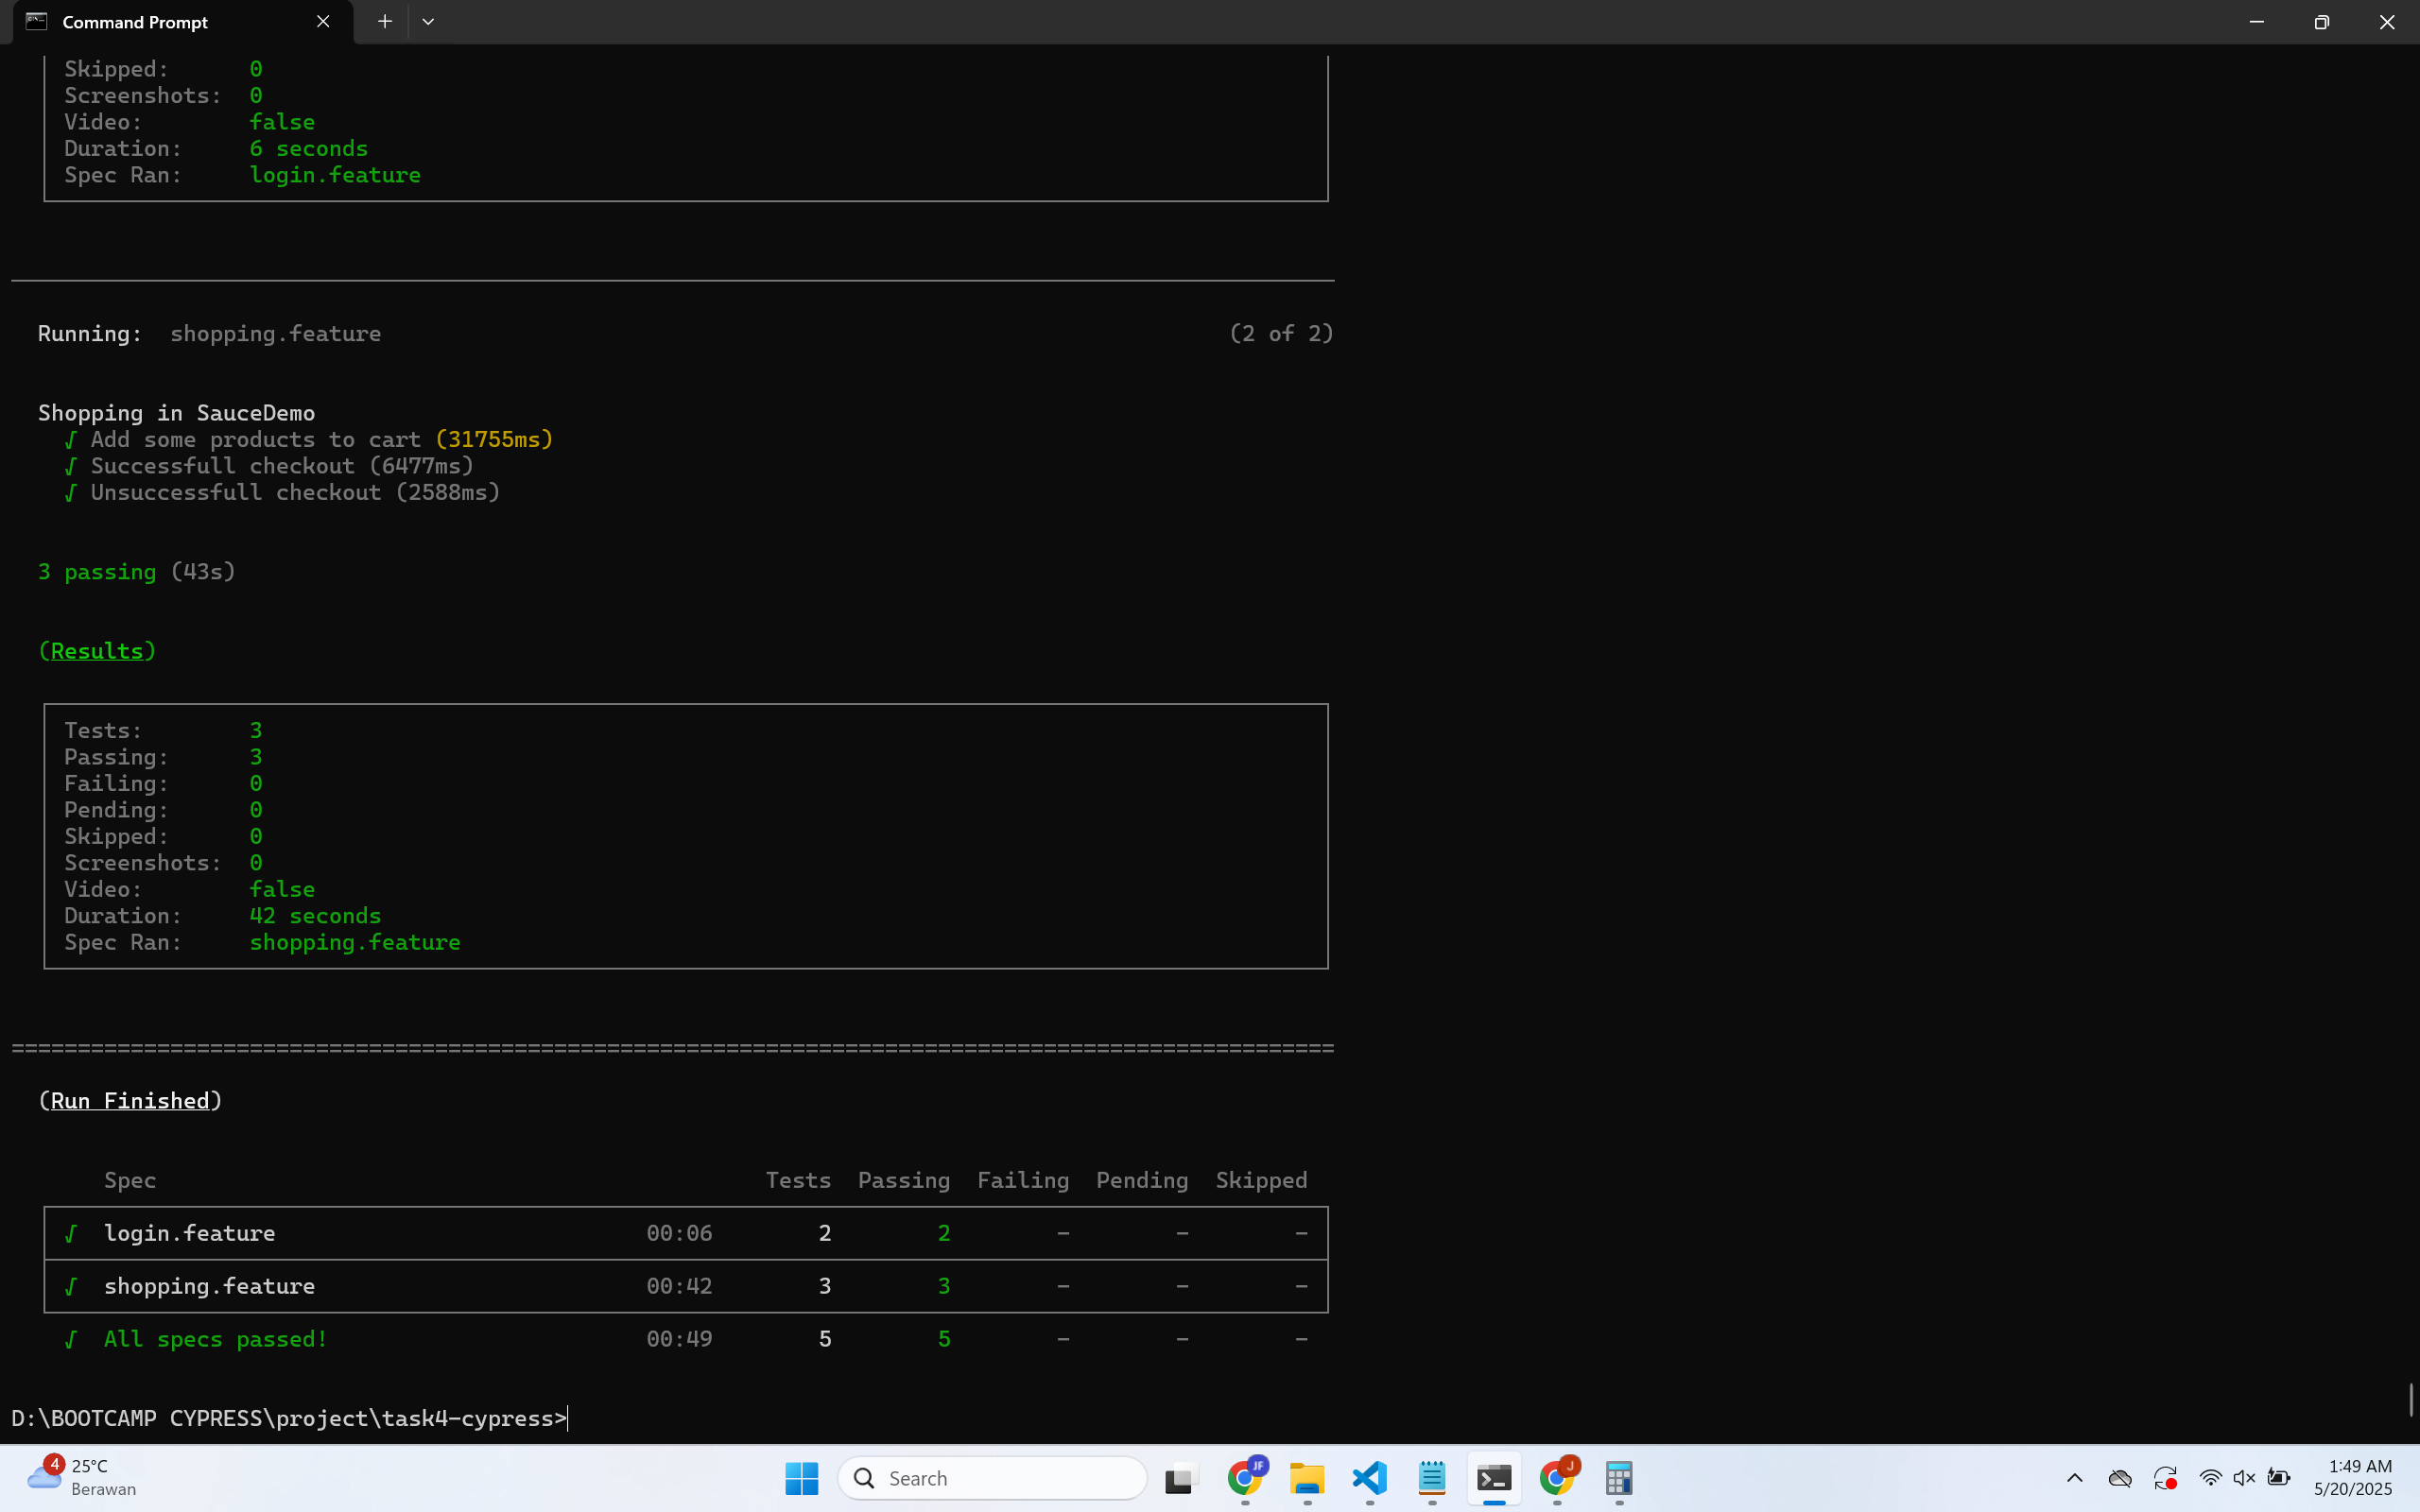 Command Prompt
Skipped: 0
Screenshots: 0
Video: false
Duration: 6 seconds
Spec Ran: login.feature
Running: shopping.feature (2 of 2)
Shopping in SauceDemo
√ Add some products to cart (31755ms)
√ Successfull checkout (6477ms)
√ Unsuccessfull checkout (2588ms)
3 passing (43s)
(Results)
Tests: 3
Passing: 3
Failing: 0
Pending: 0
Skipped: 0
Screenshots: 0
Video: false
Duration: 42 seconds
Spec Ran: shopping.feature
====================================================================================================
(Run Finished)
Spec Tests Passing Failing Pending Skipped
√ login.feature 00:06 2 2 - - -
√ shopping.feature 00:42 3 3 - - -
√ All specs passed! 00:49 5 5 - - -
D:\BOOTCAMP CYPRESS\project\task4-cypress>
4 25°C
Berawan
Search
JF
J
1:49 AM
5/20/2025